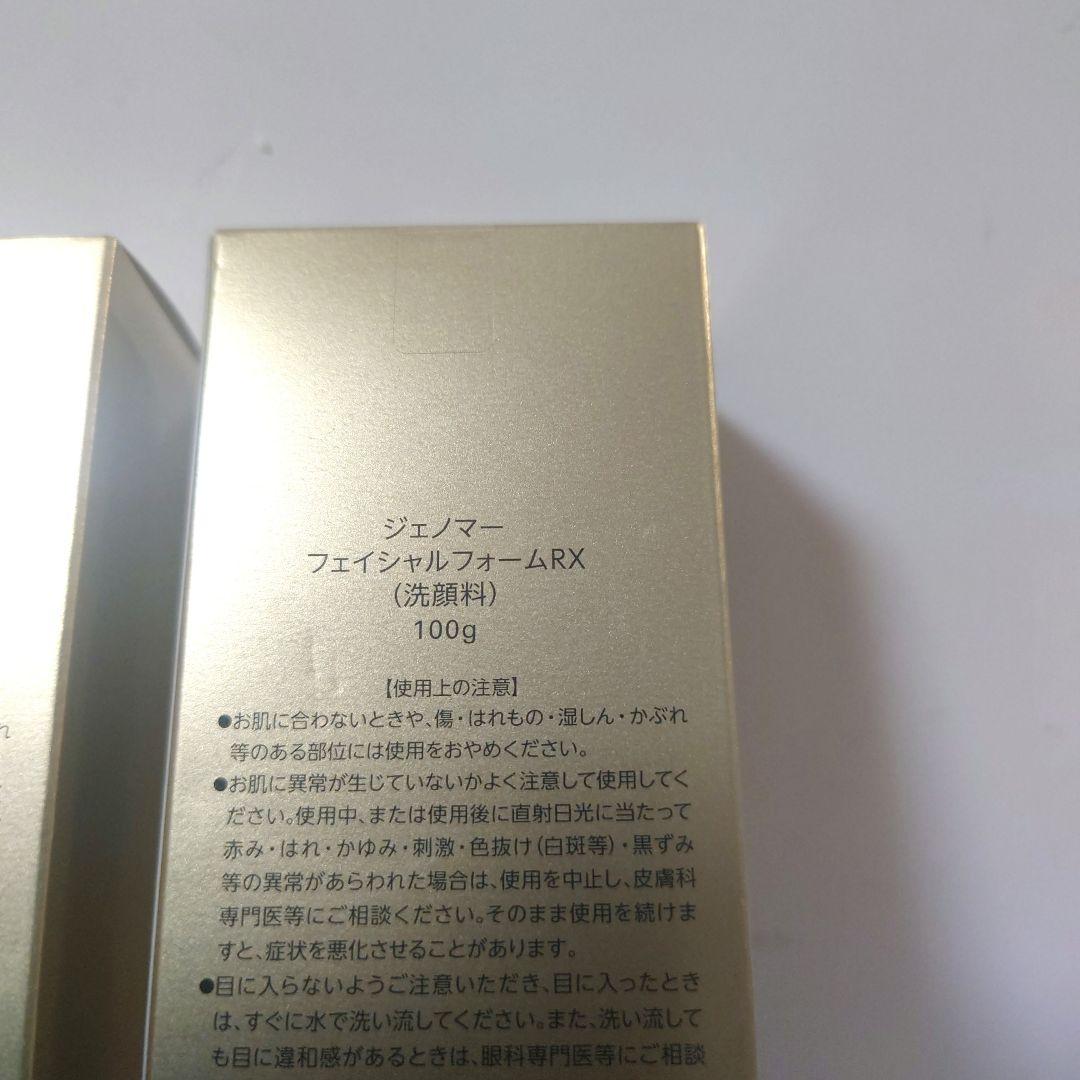 ジェノマー
フェイシャルフォームRX
(洗顔料)
100g
【使用上の注意】
●お肌に合わないときや、傷・はれもの・湿しん・かぶれ
等のある部位には使用をおやめください。
●お肌に異常が生じていないかよく注意して使用してく
ださい。使用中、または使用後に直射日光に当たって
赤み・はれ・かゆみ・刺激・色抜け(白斑等)・黒ずみ
等の異常があらわれた場合は、使用を中止し、皮膚科
専門医等にご相談ください。そのまま使用を続けま
すと、症状を悪化させることがあります。
●目に入らないようご注意いただき、目に入ったとき
は、すぐに水で洗い流してください。また、洗い流して
も目に違和感があるときは、眼科専門医等にご相談
れ